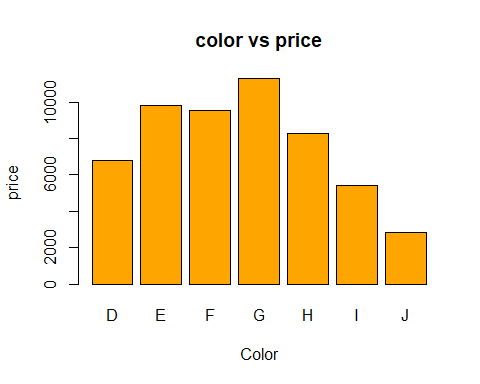 color vs price
price
10000
6000
2000
0
D E F G H I J
Color